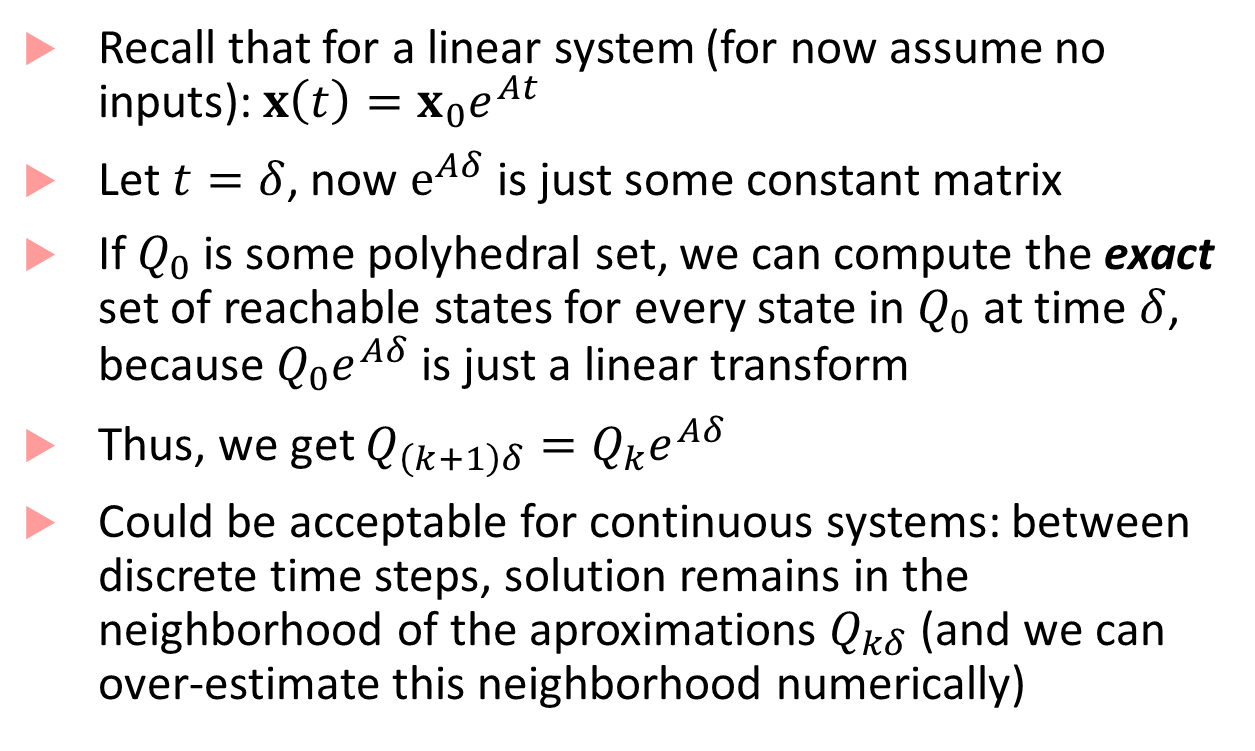 Recall that for a linear system (for now assume no
inputs): 𝐱(𝑡) = 𝐱₀𝑒^{𝐴𝑡}
Let 𝑡 = 𝛿, now e^{𝐴𝛿} is just some constant matrix
If 𝑄₀ is some polyhedral set, we can compute the exact
set of reachable states for every state in 𝑄₀ at time 𝛿,
because 𝑄₀𝑒^{𝐴𝛿} is just a linear transform
Thus, we get 𝑄_{(𝑘+1)𝛿} = 𝑄_𝑘𝑒^{𝐴𝛿}
Could be acceptable for continuous systems: between
discrete time steps, solution remains in the
neighborhood of the aproximations 𝑄_{𝑘𝛿} (and we can
over-estimate this neighborhood numerically)